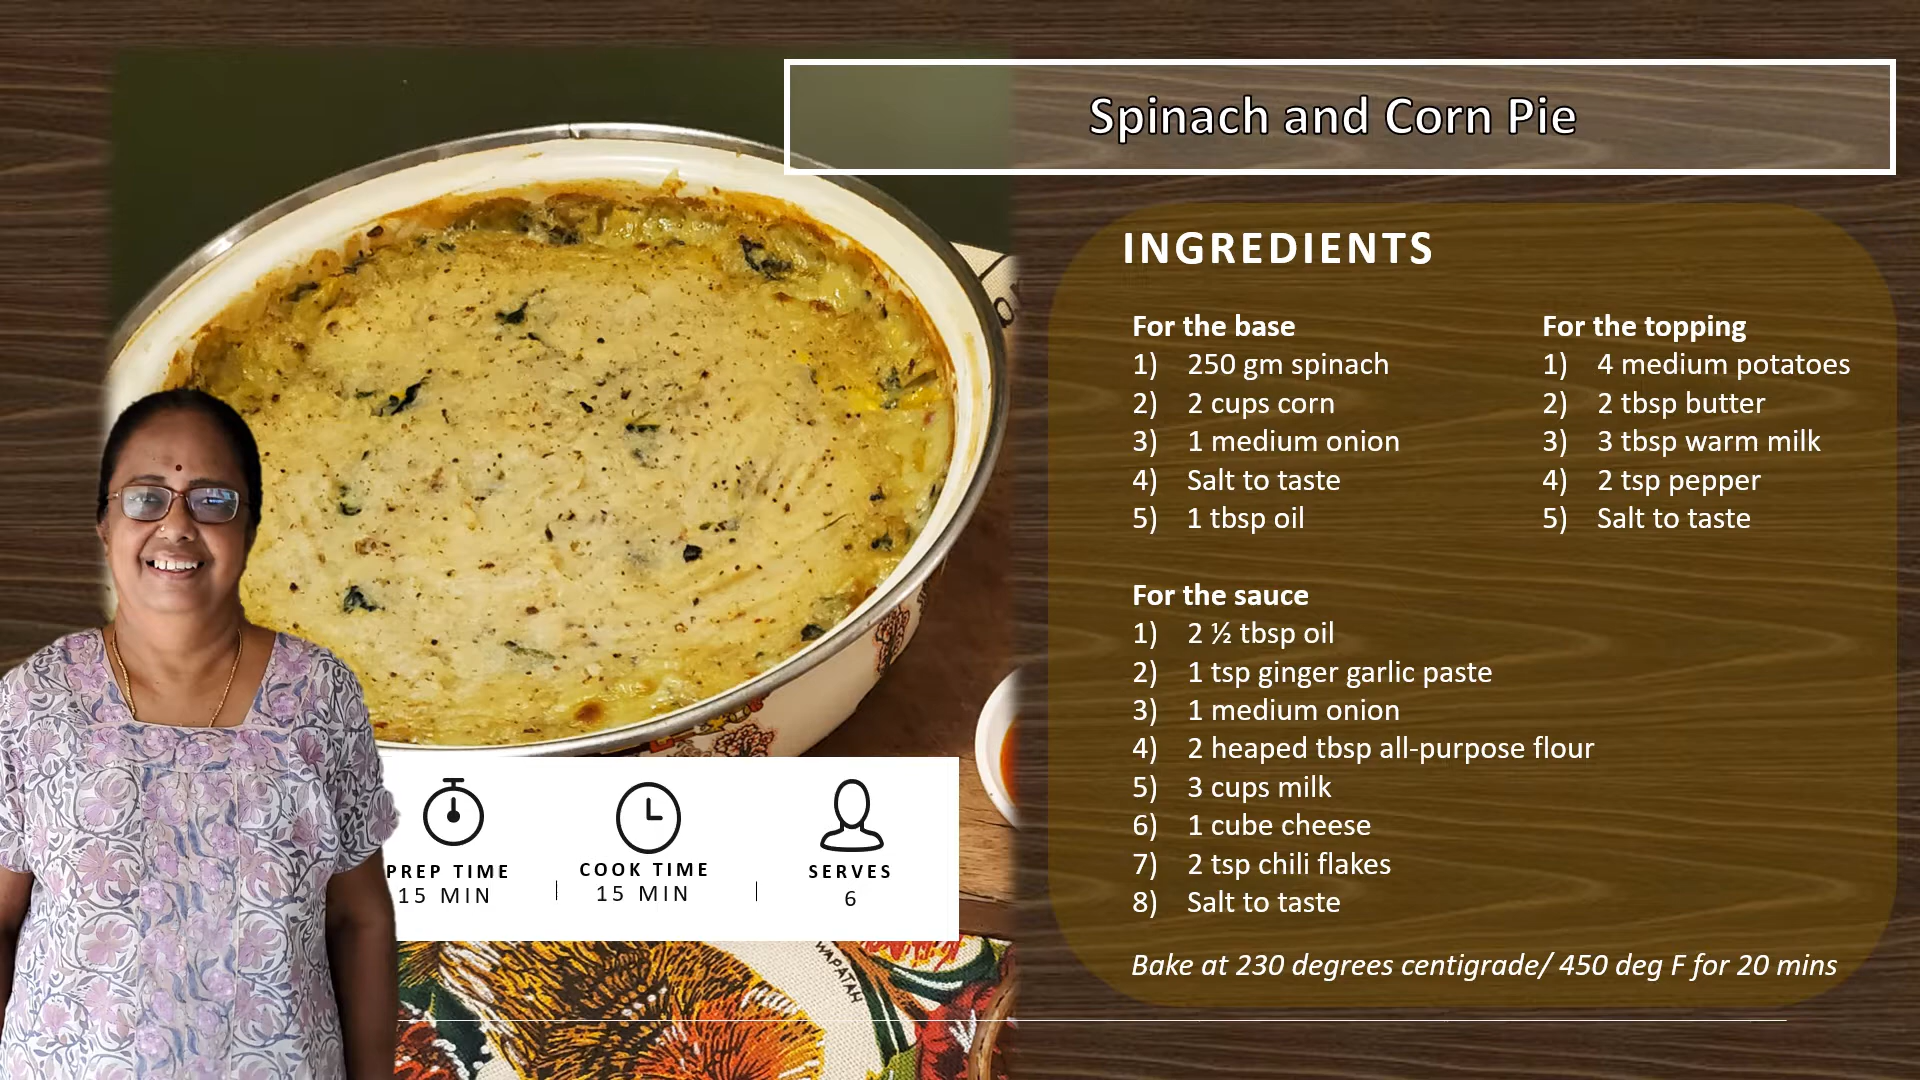 Spinach and Corn Pie
INGREDIENTS
For the base
1) 250 gm spinach
2) 2 cups corn
3) 1 medium onion
4) Salt to taste
5) 1 tbsp oil
For the topping
1) 4 medium potatoes
2) 2 tbsp butter
3) 3 tbsp warm milk
4) 2 tsp pepper
5) Salt to taste
For the sauce
1) 2 ½ tbsp oil
2) 1 tsp ginger garlic paste
3) 1 medium onion
4) 2 heaped tbsp all-purpose flour
5) 3 cups milk
6) 1 cube cheese
7) 2 tsp chili flakes
8) Salt to taste
Bake at 230 degrees centigrade/ 450 deg F for 20 mins
PREP TIME
15 MIN
COOK TIME
15 MIN
SERVES
6
WAPATAH